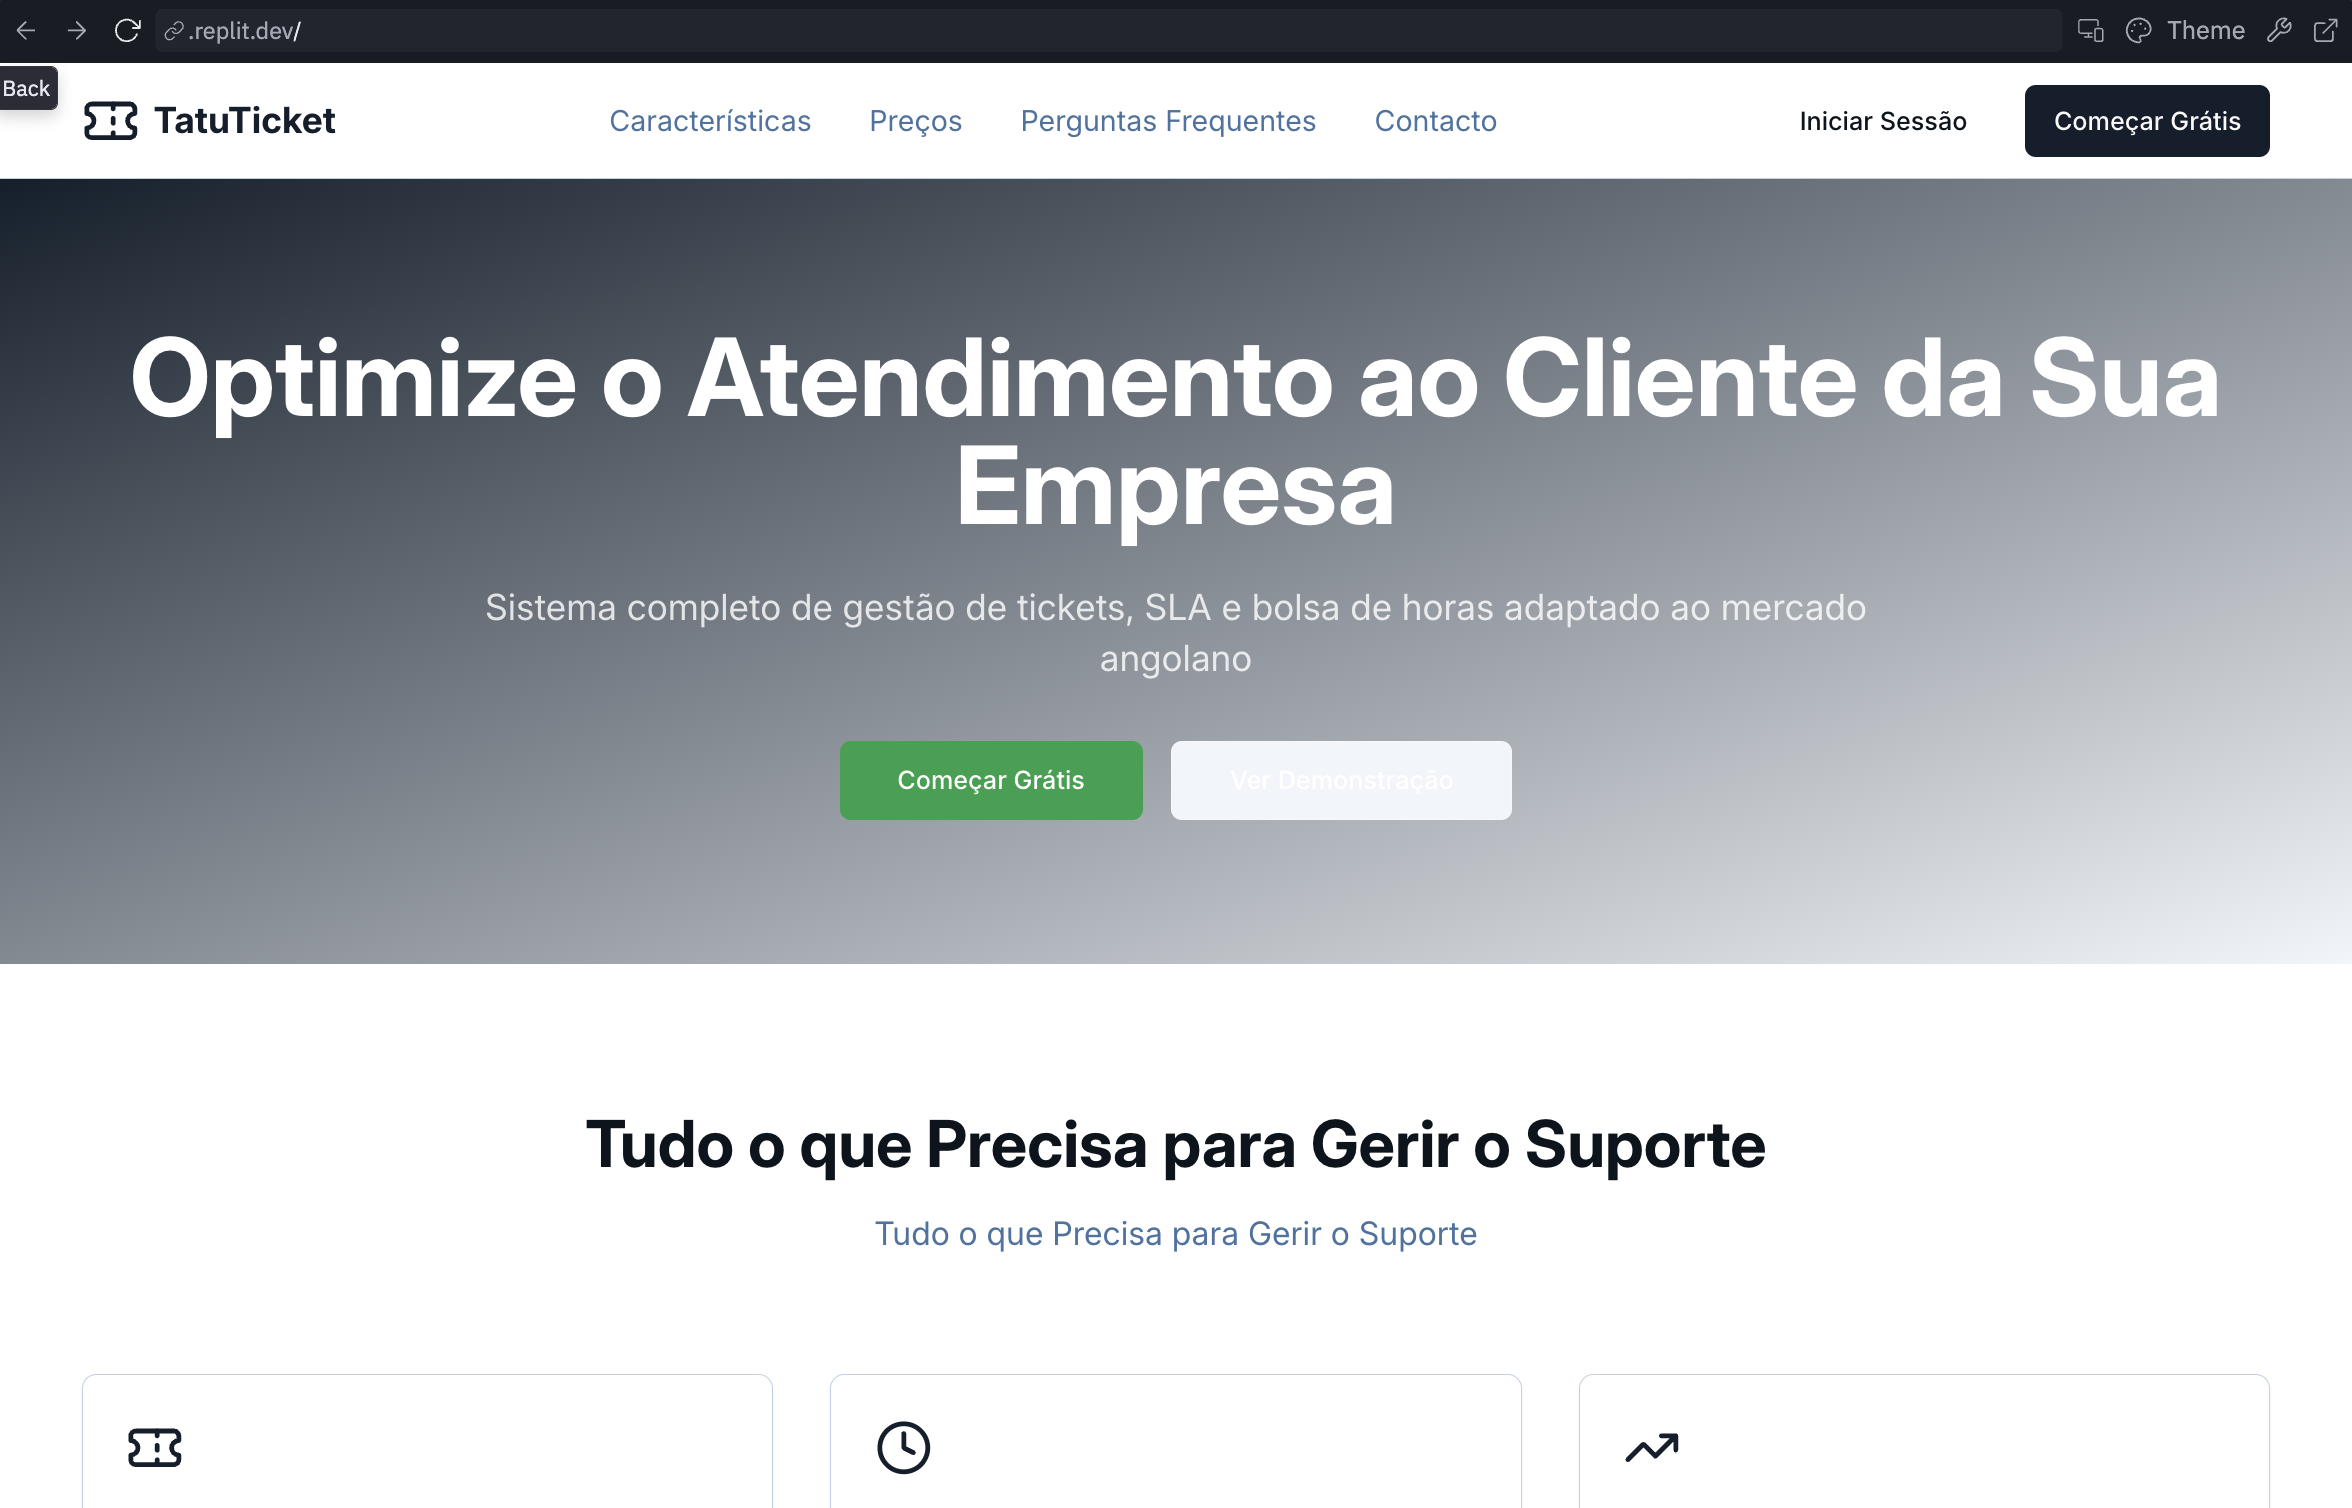 .replit.dev/
Theme
Back
TatuTicket
Características
Preços
Perguntas Frequentes
Contacto
Iniciar Sessão
Começar Grátis
Optimize o Atendimento ao Cliente da Sua
Empresa
Sistema completo de gestão de tickets, SLA e bolsa de horas adaptado ao mercado
angolano
Começar Grátis
Ver Demonstração
Tudo o que Precisa para Gerir o Suporte
Tudo o que Precisa para Gerir o Suporte